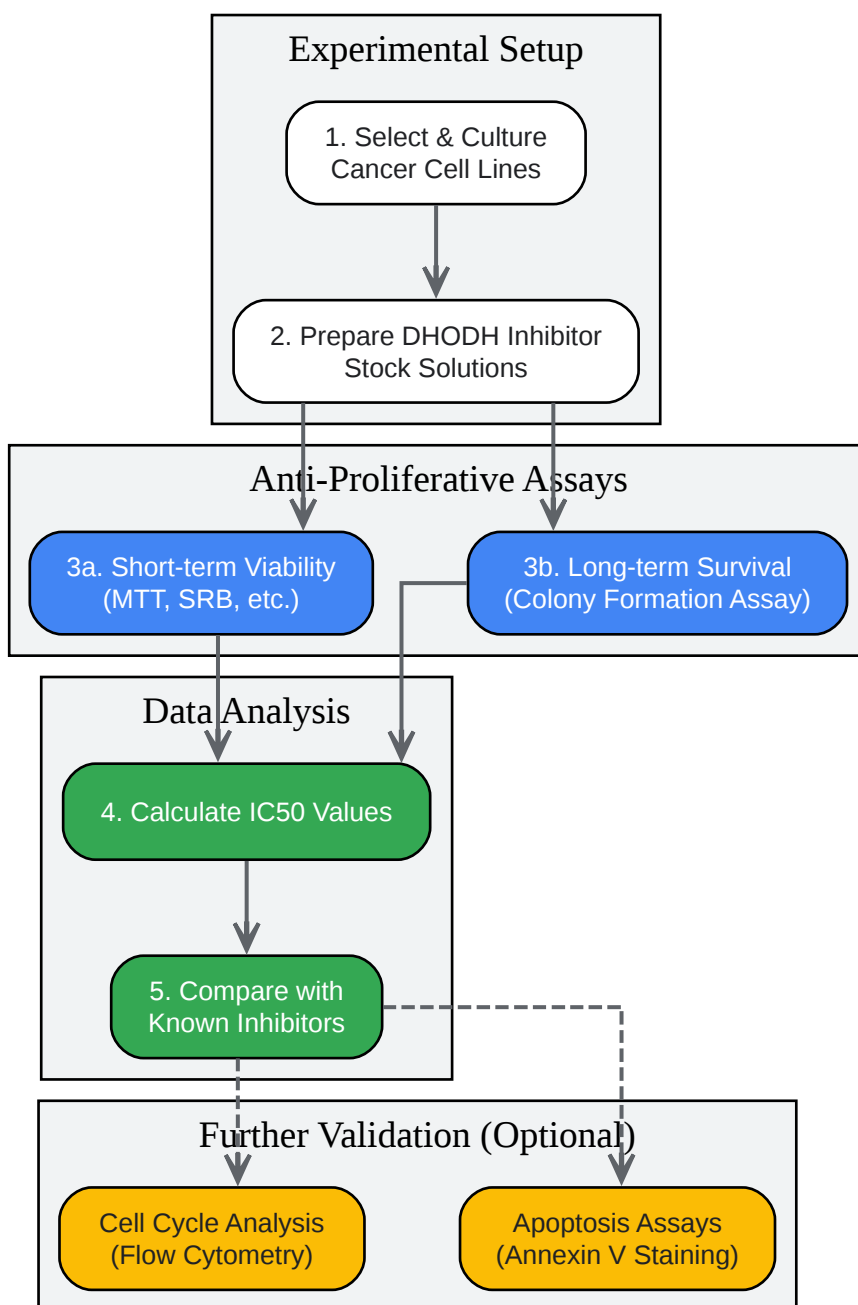 Experimental Setup
1. Select & Culture
Cancer Cell Lines
2. Prepare DHODH Inhibitor
Stock Solutions
Anti-Proliferative Assays
3a. Short-term Viability
(MTT, SRB, etc.)
3b. Long-term Survival
(Colony Formation Assay)
Data Analysis
4. Calculate IC50 Values
5. Compare with
Known Inhibitors
Further Validation (Optional)
Cell Cycle Analysis
(Flow Cytometry)
Apoptosis Assays
(Annexin V Staining)